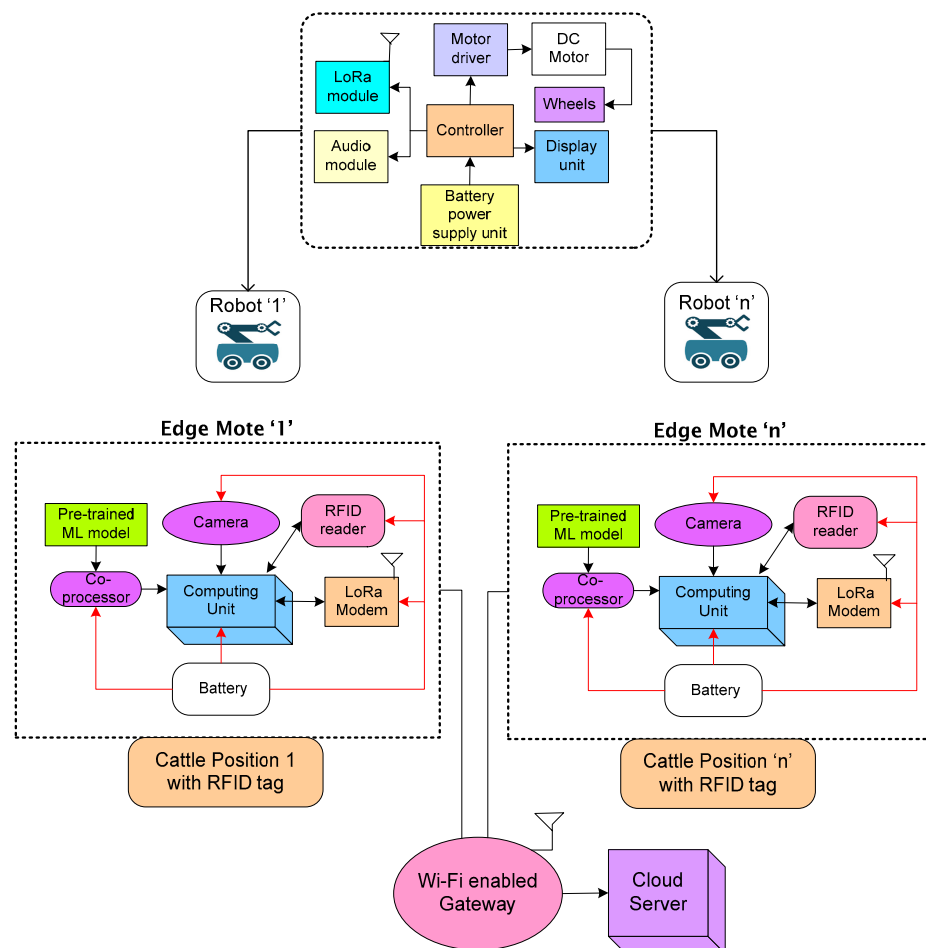 Motor
driver
DC
Motor
LoRa
module
Wheels
Controller
Audio
module
Display
unit
Battery
power
supply unit
Robot ‘1’
Robot ‘n’
Edge Mote ‘1’
Pre-trained
ML model
Camera
RFID
reader
Co-
processor
Computing
Unit
LoRa
Modem
Battery
Cattle Position 1
with RFID tag
Edge Mote ‘n’
Pre-trained
ML model
Camera
RFID
reader
Co-
processor
Computing
Unit
LoRa
Modem
Battery
Cattle Position ‘n’
with RFID tag
Wi-Fi enabled
Gateway
Cloud
Server